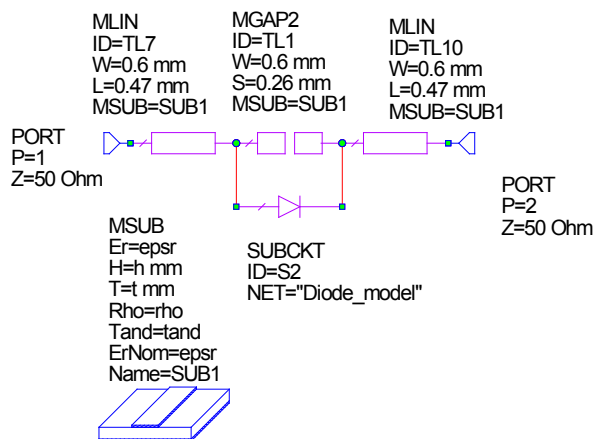 MLIN
ID=TL7
W=0.6 mm
L=0.47 mm
MSUB=SUB1
MGAP2
ID=TL1
W=0.6 mm
S=0.26 mm
MSUB=SUB1
MLIN
ID=TL10
W=0.6 mm
L=0.47 mm
MSUB=SUB1
PORT
P=1
Z=50 Ohm
PORT
P=2
Z=50 Ohm
MSUB
Er=epsr
H=h mm
T=t mm
Rho=rho
Tand=tand
ErNom=epsr
Name=SUB1
SUBCKT
ID=S2
NET="Diode_model"